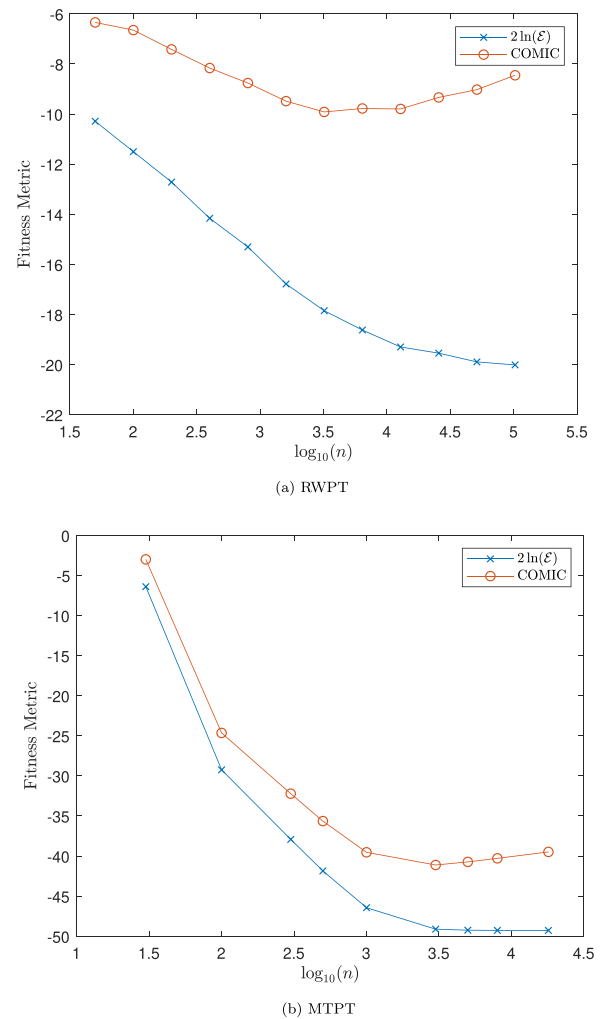 -6
-8
-10
-12
-14
-16
-18
-20
-22
Fitness Metric
2 ln(ℰ)
COMIC
1.5 2 2.5 3 3.5 4 4.5 5 5.5
log₁₀(n)
(a) RWPT
0
-5
-10
-15
-20
-25
-30
-35
-40
-45
-50
Fitness Metric
2 ln(ℰ)
COMIC
1 1.5 2 2.5 3 3.5 4 4.5
log₁₀(n)
(b) MTPT